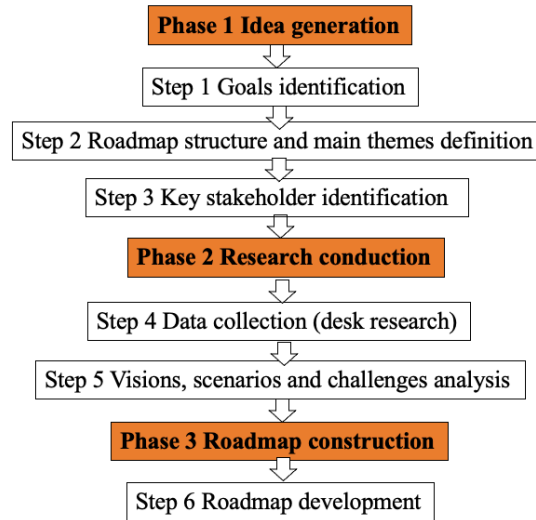 Phase 1 Idea generation
Step 1 Goals identification
Step 2 Roadmap structure and main themes definition
Step 3 Key stakeholder identification
Phase 2 Research conduction
Step 4 Data collection (desk research)
Step 5 Visions, scenarios and challenges analysis
Phase 3 Roadmap construction
Step 6 Roadmap development